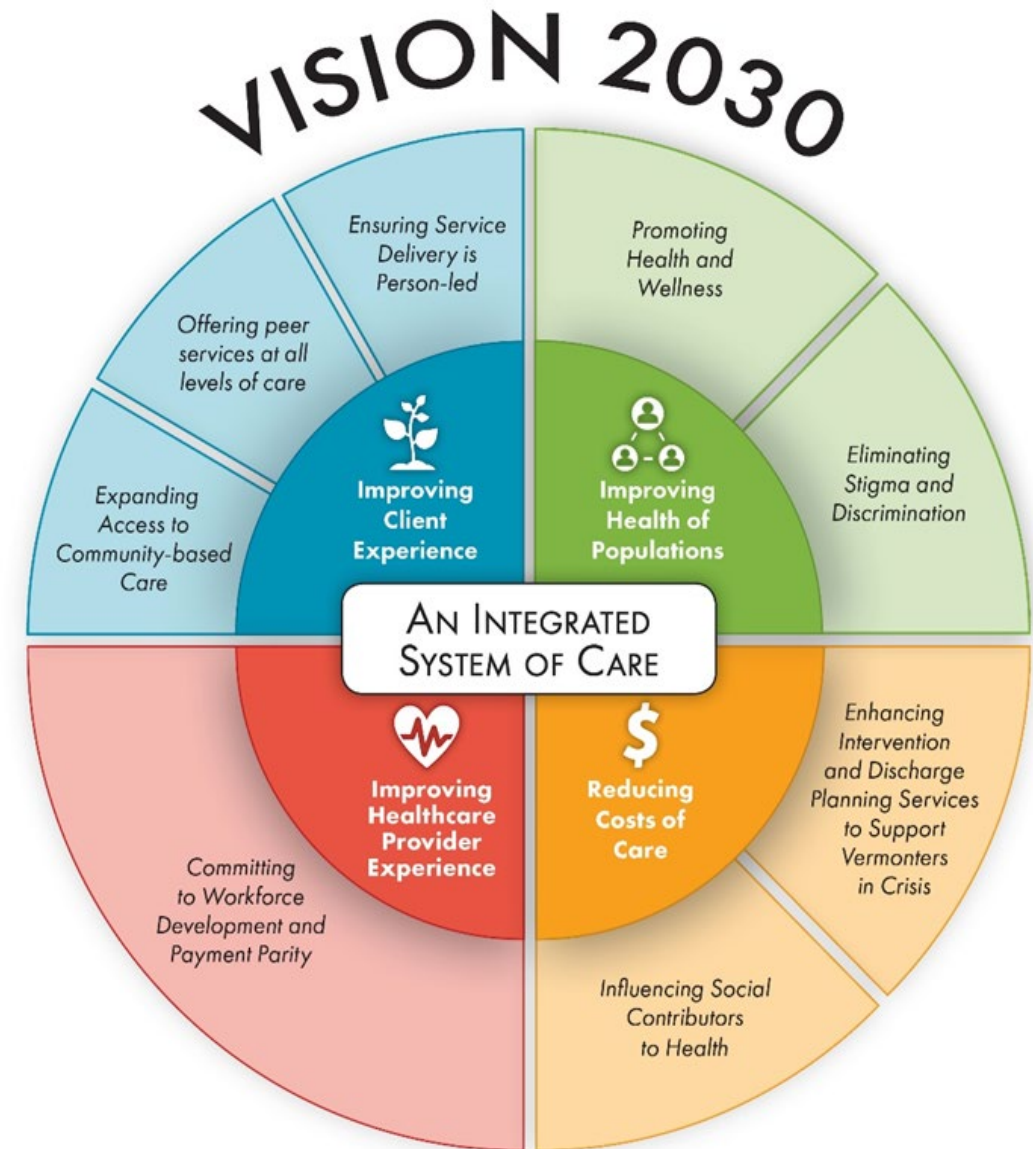 VISION 2030
Ensuring Service
Delivery is
Person-led
Offering peer
services at all
levels of care
Expanding
Access to
Community-based
Care
Improving
Client
Experience
Promoting
Health and
Wellness
Eliminating
Stigma and
Discrimination
Improving
Health of
Populations
AN INTEGRATED
SYSTEM OF CARE
Improving
Healthcare
Provider
Experience
Committing
to Workforce
Development and
Payment Parity
$
Reducing
Costs of
Care
Enhancing
Intervention
and Discharge
Planning Services
to Support
Vermonters
in Crisis
Influencing Social
Contributors
to Health